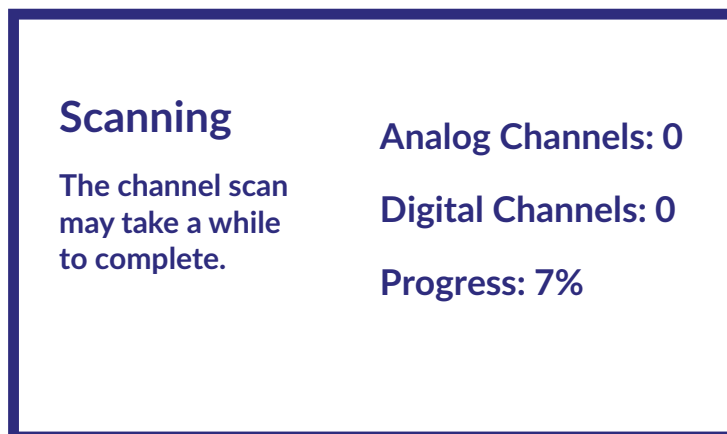 Scanning
The channel scan
may take a while
to complete.
Analog Channels: 0
Digital Channels: 0
Progress: 7%